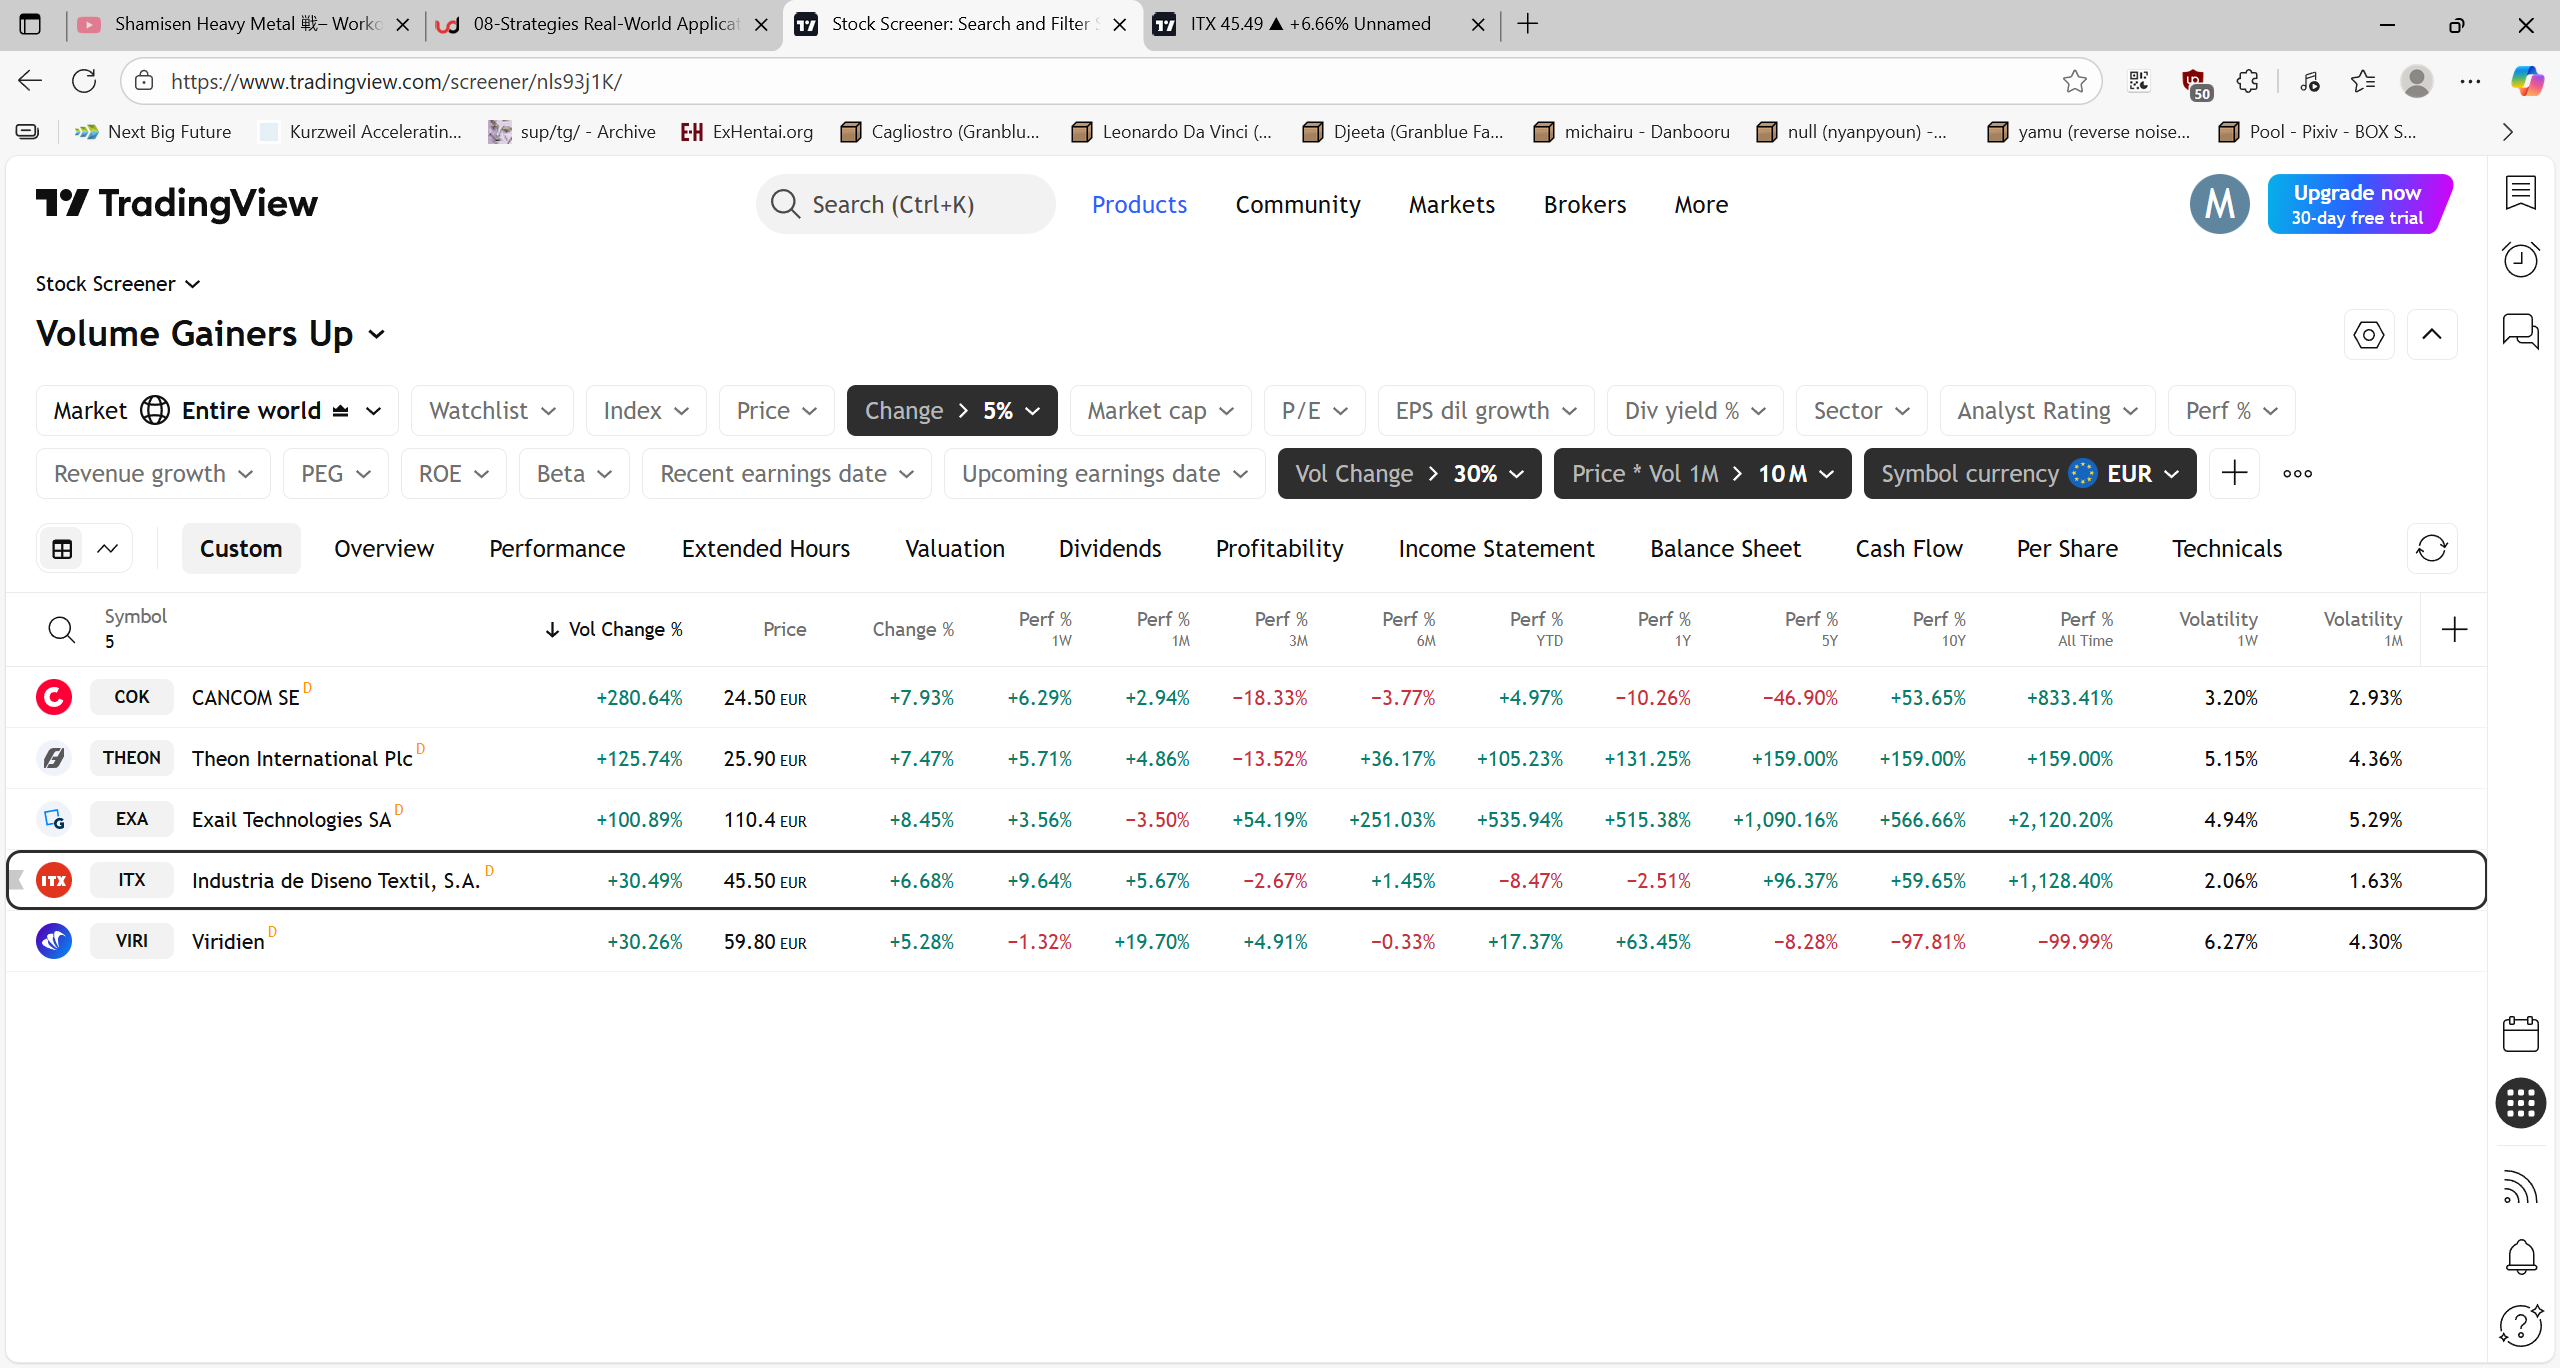 Shamisen Heavy Metal 戦– Worko
08-Strategies Real-World Applicat
Stock Screener: Search and Filter S
ITX 45.49 ▲ +6.66% Unnamed
https://www.tradingview.com/screener/nls93j1K/
50
Next Big Future
Kurzweil Acceleratin...
sup/tg/ - Archive
E-H ExHentai.org
Cagliostro (Granblu...
Leonardo Da Vinci (...
Djeeta (Granblue Fa...
michairu - Danbooru
null (nyanpyoun) -...
yamu (reverse noise...
Pool - Pixiv - BOX S...
TradingView
Search (Ctrl+K)
Products
Community
Markets
Brokers
More
M
Upgrade now
30-day free trial
Stock Screener
Volume Gainers Up
Market Entire world
Watchlist
Index
Price
Change > 5%
Market cap
P/E
EPS dil growth
Div yield %
Sector
Analyst Rating
Perf %
Revenue growth
PEG
ROE
Beta
Recent earnings date
Upcoming earnings date
Vol Change > 30%
Price * Vol 1M > 10 M
Symbol currency EUR
Custom
Overview
Performance
Extended Hours
Valuation
Dividends
Profitability
Income Statement
Balance Sheet
Cash Flow
Per Share
Technicals
Symbol
5
↓ Vol Change %
Price
Change %
Perf %
1W
Perf %
1M
Perf %
3M
Perf %
6M
Perf %
YTD
Perf %
1Y
Perf %
5Y
Perf %
10Y
Perf %
All Time
Volatility
1W
Volatility
1M
COK CANCOM SE D +280.64% 24.50 EUR +7.93% +6.29% +2.94% −18.33% −3.77% +4.97% −10.26% −46.90% +53.65% +833.41% 3.20% 2.93%
THEON Theon International Plc D +125.74% 25.90 EUR +7.47% +5.71% +4.86% −13.52% +36.17% +105.23% +131.25% +159.00% +159.00% +159.00% 5.15% 4.36%
EXA Exail Technologies SA D +100.89% 110.4 EUR +8.45% +3.56% −3.50% +54.19% +251.03% +535.94% +515.38% +1,090.16% +566.66% +2,120.20% 4.94% 5.29%
ITX ITX Industria de Diseno Textil, S.A. D +30.49% 45.50 EUR +6.68% +9.64% +5.67% −2.67% +1.45% −8.47% −2.51% +96.37% +59.65% +1,128.40% 2.06% 1.63%
VIRI Viridien D +30.26% 59.80 EUR +5.28% −1.32% +19.70% +4.91% −0.33% +17.37% +63.45% −8.28% −97.81% −99.99% 6.27% 4.30%